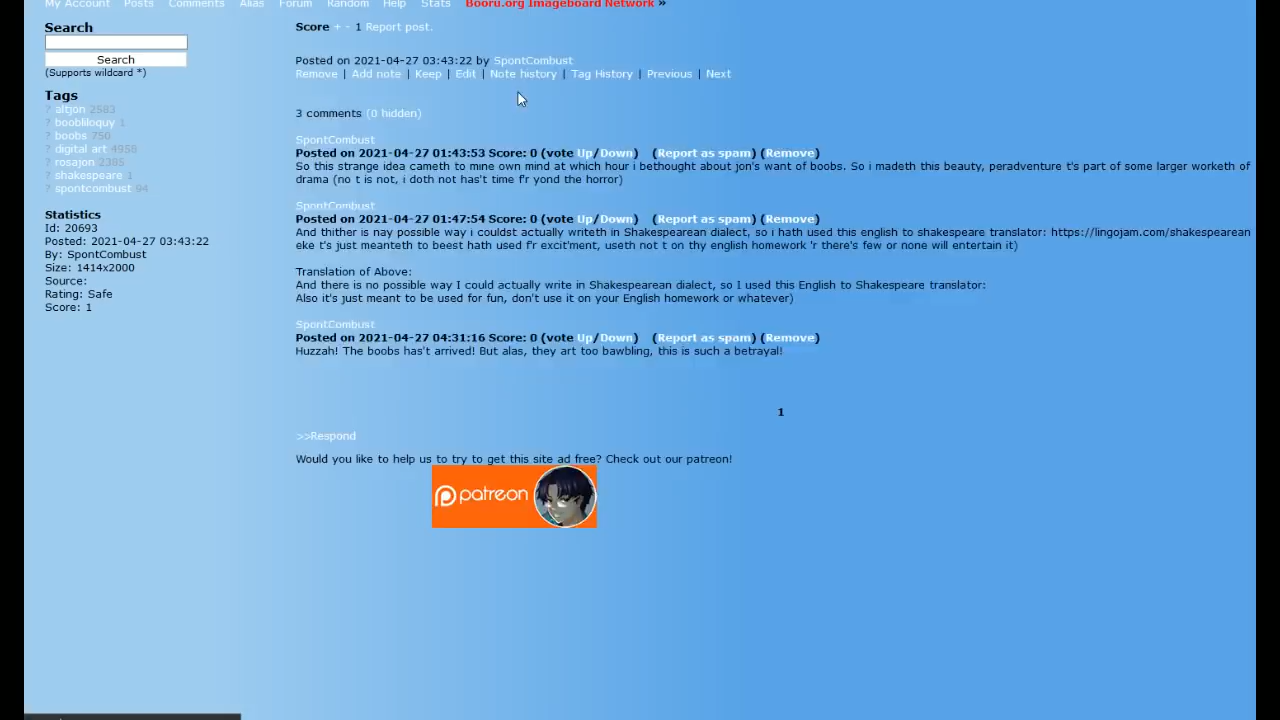 My Account Posts Comments Alias Forum Random Help Stats Booru.org Imageboard Network »
Search
Search
(Supports wildcard *)
Tags
? altjon 2583
? boobliloquy 1
? boobs 750
? digital art 4958
? rosajon 2385
? shakespeare 1
? spontcombust 94
Statistics
Id: 20693
Posted: 2021-04-27 03:43:22
By: SpontCombust
Size: 1414x2000
Source:
Rating: Safe
Score: 1
Score + - 1 Report post.
Posted on 2021-04-27 03:43:22 by SpontCombust
Remove | Add note | Keep | Edit | Note history | Tag History | Previous | Next
3 comments (0 hidden)
SpontCombust
Posted on 2021-04-27 01:43:53 Score: 0 (vote Up/Down) (Report as spam) (Remove)
So this strange idea cameth to mine own mind at which hour i bethought about jon's want of boobs. So i madeth this beauty, peradventure t's part of some larger worketh of
drama (no t is not, i doth not has't time f'r yond the horror)
SpontCombust
Posted on 2021-04-27 01:47:54 Score: 0 (vote Up/Down) (Report as spam) (Remove)
And thither is nay possible way i couldst actually writeth in Shakespearean dialect, so i hath used this english to shakespeare translator: https://lingojam.com/shakespearean
eke t's just meanteth to beest hath used f'r excit'ment, useth not t on thy english homework 'r there's few or none will entertain it)
Translation of Above:
And there is no possible way I could actually write in Shakespearean dialect, so I used this English to Shakespeare translator:
Also it's just meant to be used for fun, don't use it on your English homework or whatever)
SpontCombust
Posted on 2021-04-27 04:31:16 Score: 0 (vote Up/Down) (Report as spam) (Remove)
Huzzah! The boobs has't arrived! But alas, they art too bawbling, this is such a betrayal!
1
>>Respond
Would you like to help us to try to get this site ad free? Check out our patreon!
patreon